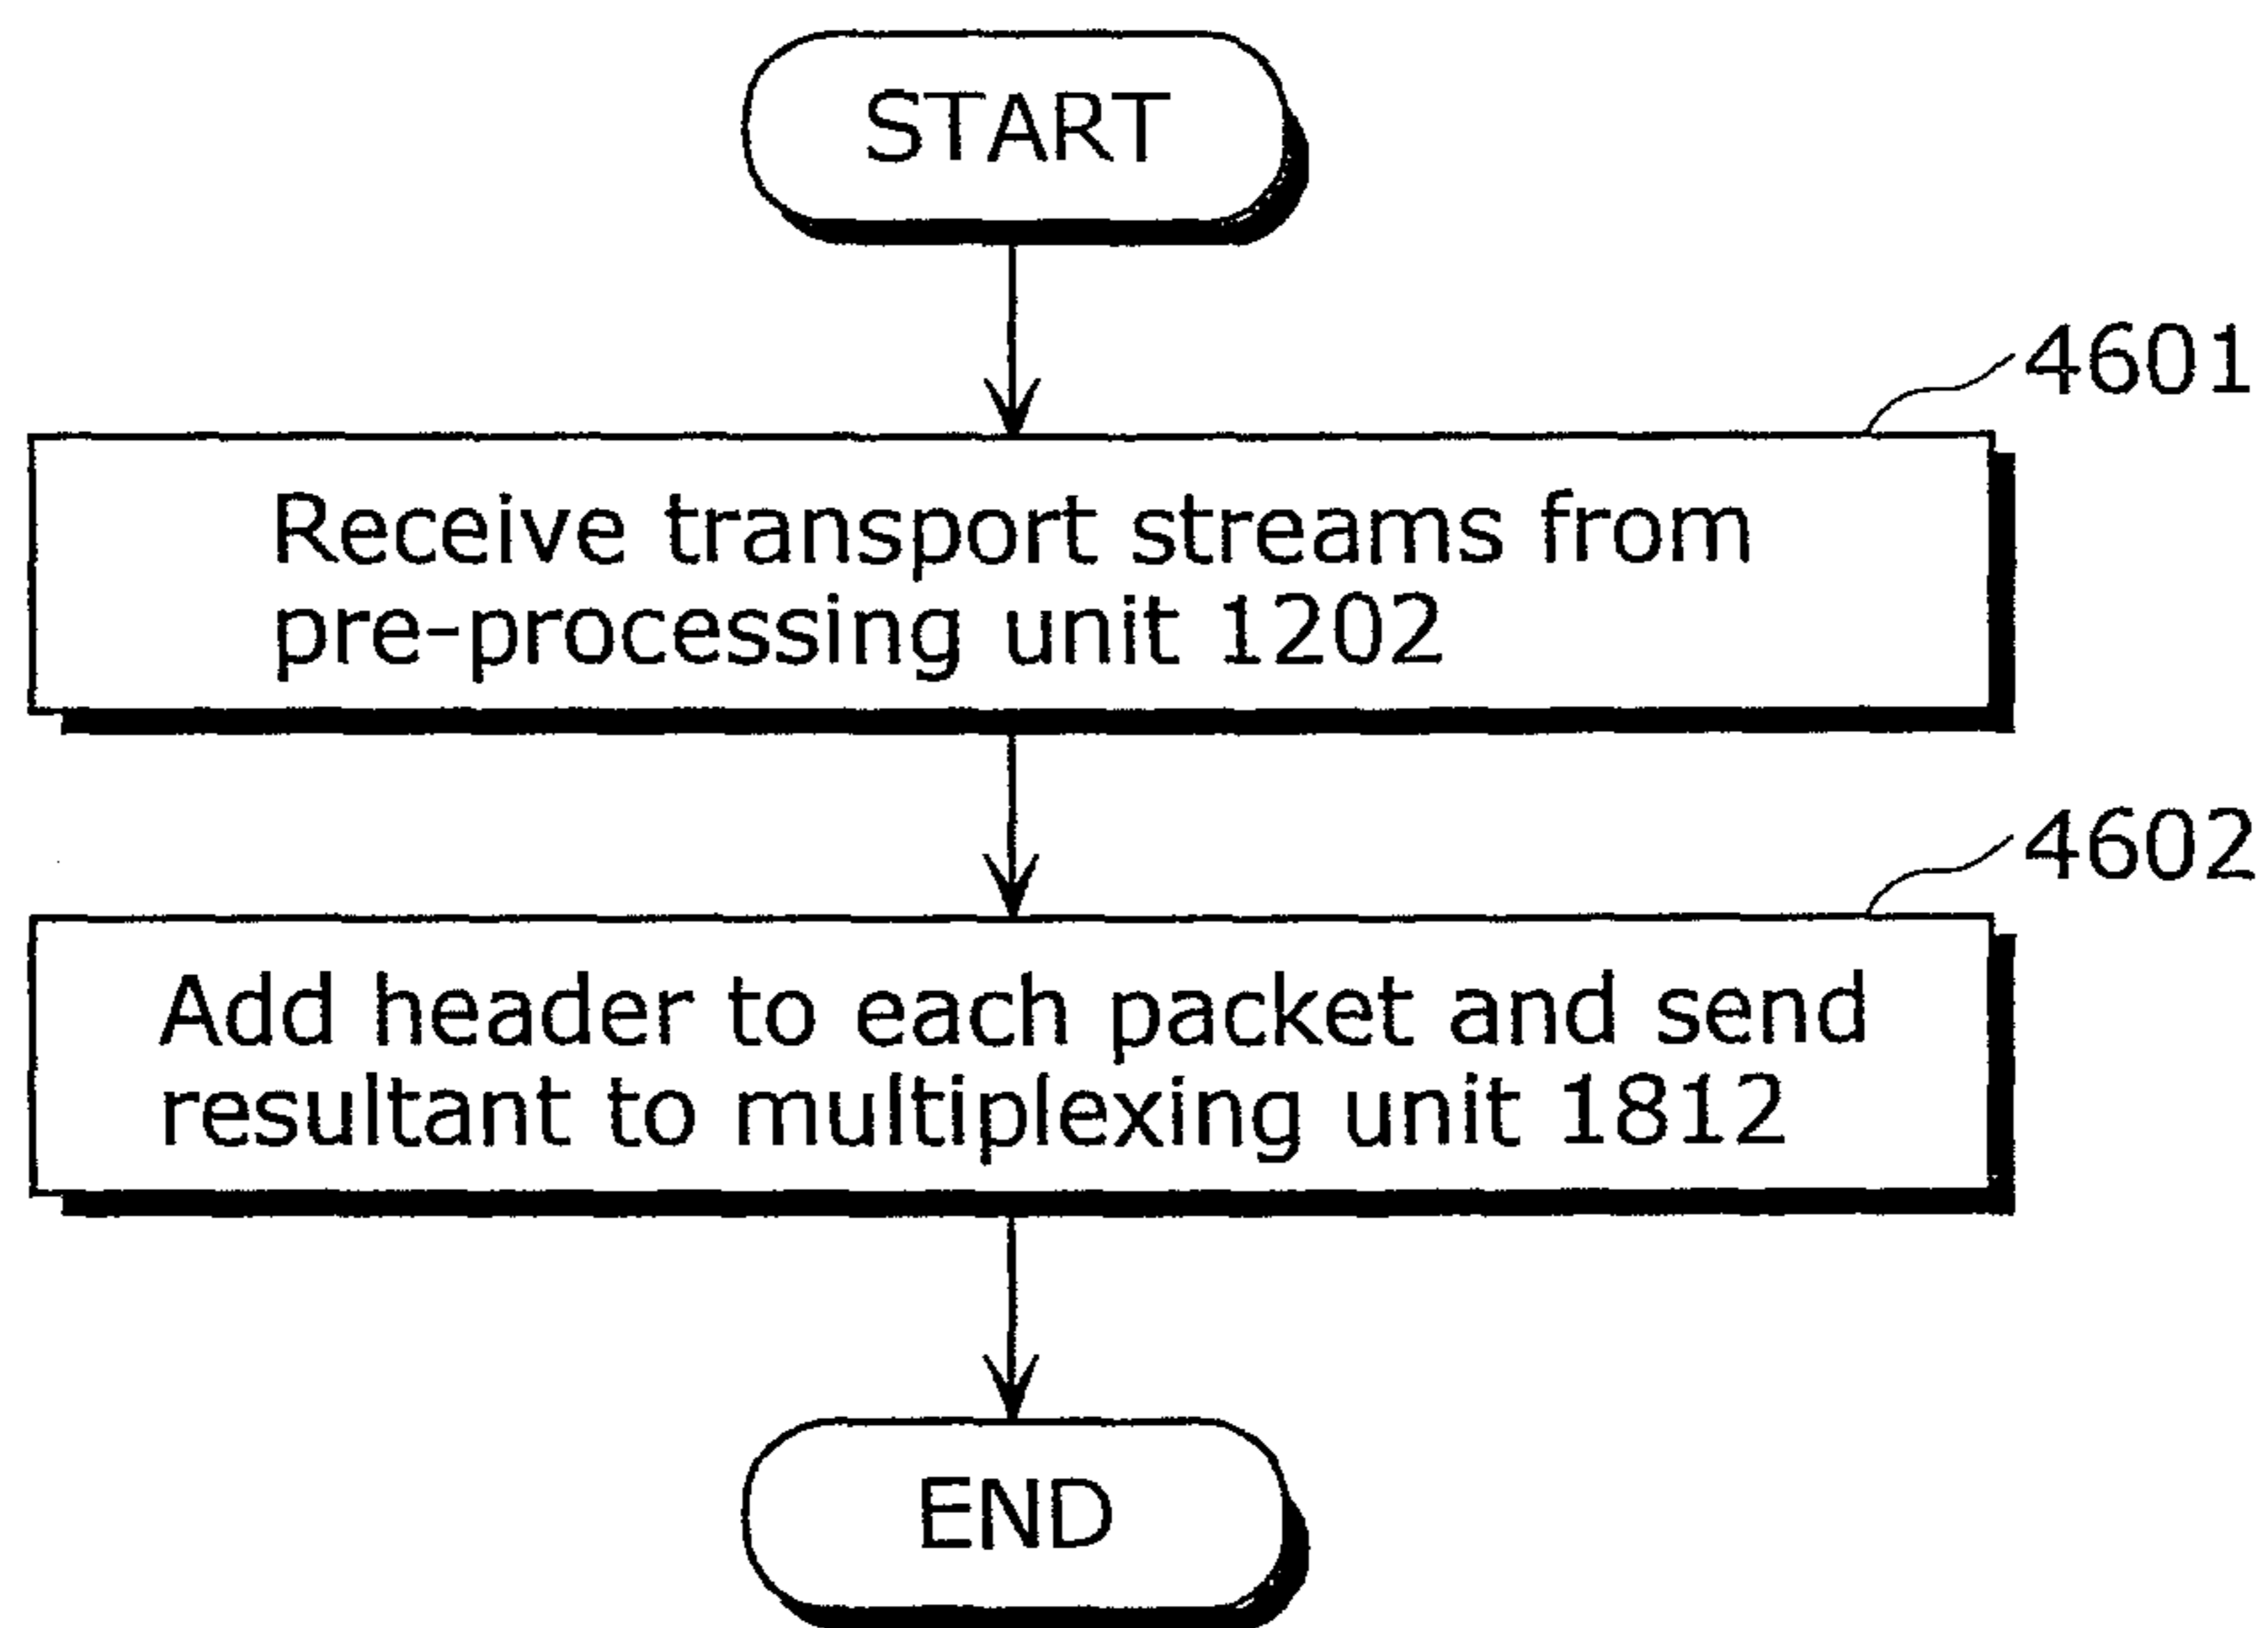 START
4601
Receive transport streams from
pre-processing unit 1202
4602
Add header to each packet and send
resultant to multiplexing unit 1812
END